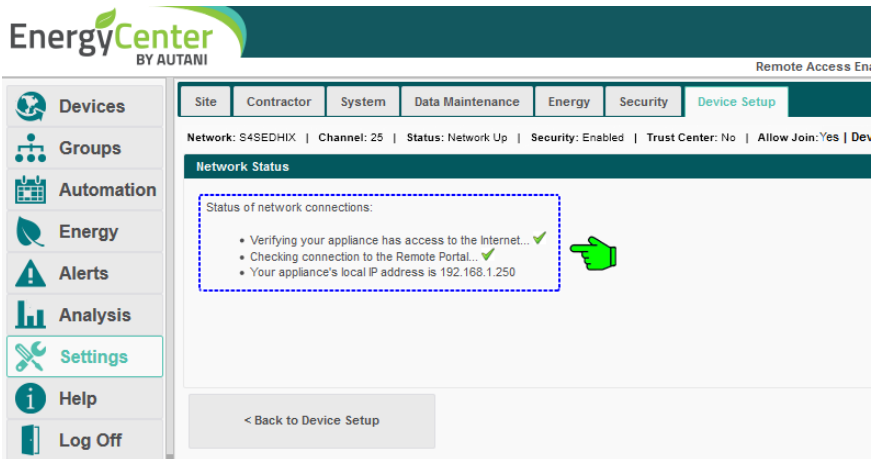 EnergyCenter
BY AUTANI
Remote Access Ena
Devices
Groups
Automation
Energy
Alerts
Analysis
Settings
Help
Log Off
Site Contractor System Data Maintenance Energy Security Device Setup
Network: S4SEDHIX | Channel: 25 | Status: Network Up | Security: Enabled | Trust Center: No | Allow Join:Yes | Dev
Network Status
Status of network connections:
• Verifying your appliance has access to the Internet...
• Checking connection to the Remote Portal...
• Your appliance's local IP address is 192.168.1.250
< Back to Device Setup